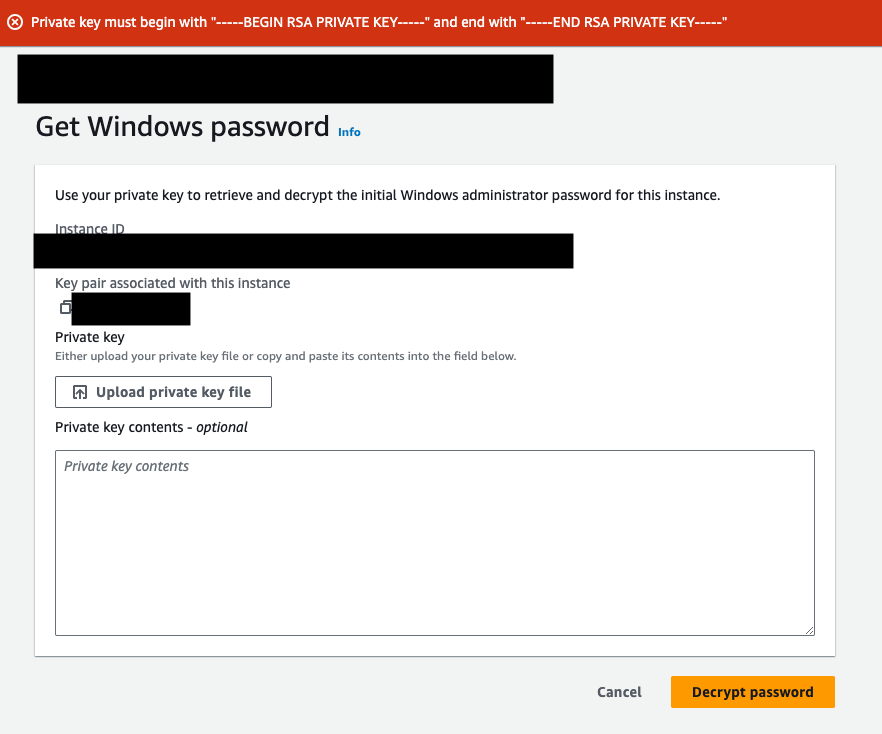 Private key must begin with "-----BEGIN RSA PRIVATE KEY-----" and end with "-----END RSA PRIVATE KEY-----"
Get Windows password Info
Use your private key to retrieve and decrypt the initial Windows administrator password for this instance.
Instance ID
Key pair associated with this instance
Private key
Either upload your private key file or copy and paste its contents into the field below.
Upload private key file
Private key contents - optional
Private key contents
Cancel
Decrypt password